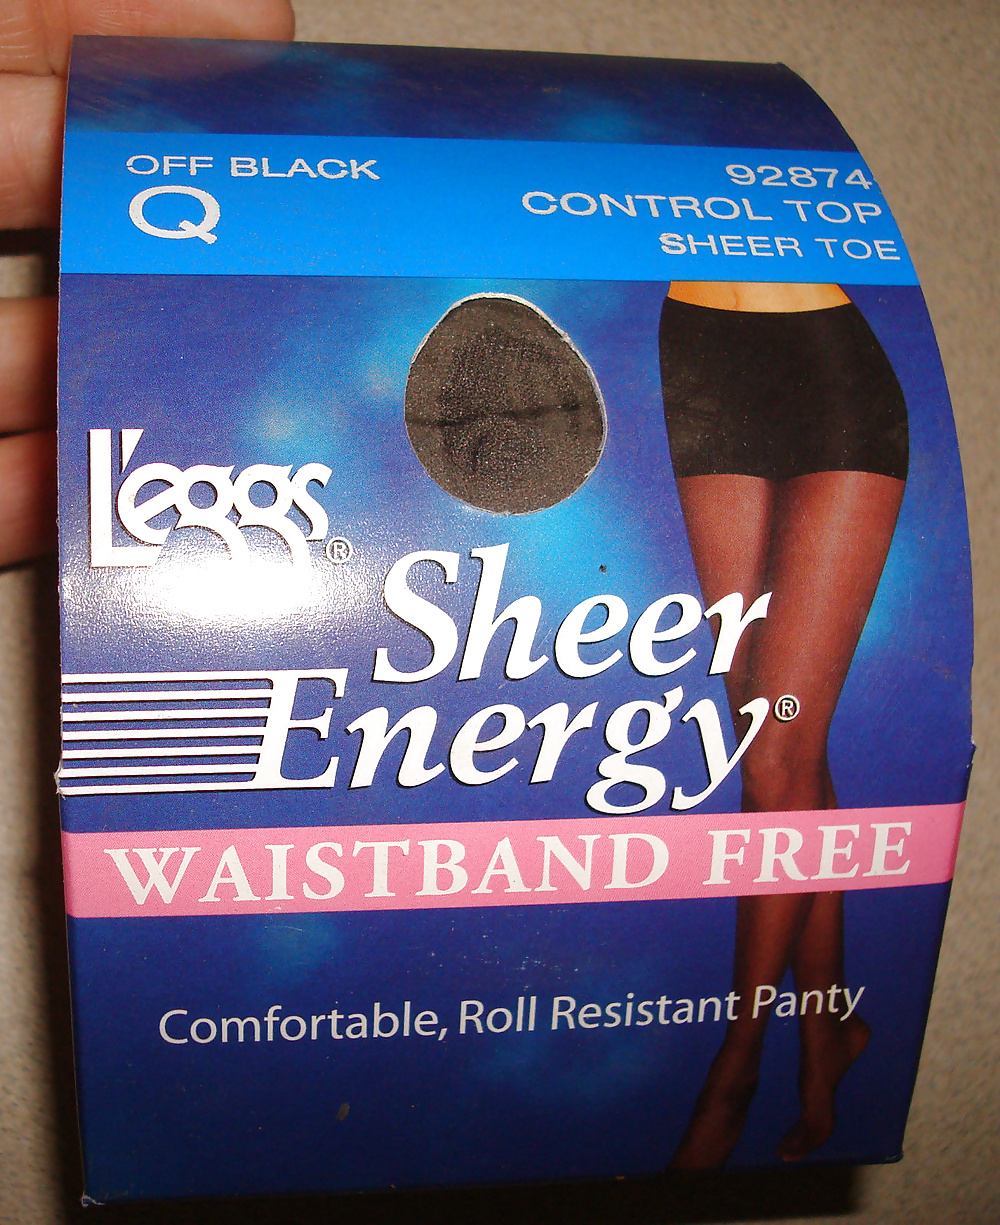 OFF BLACK
Q
92874
CONTROL TOP
SHEER TOE
L'eggs®
Sheer
Energy®
WAISTBAND FREE
Comfortable, Roll Resistant Panty